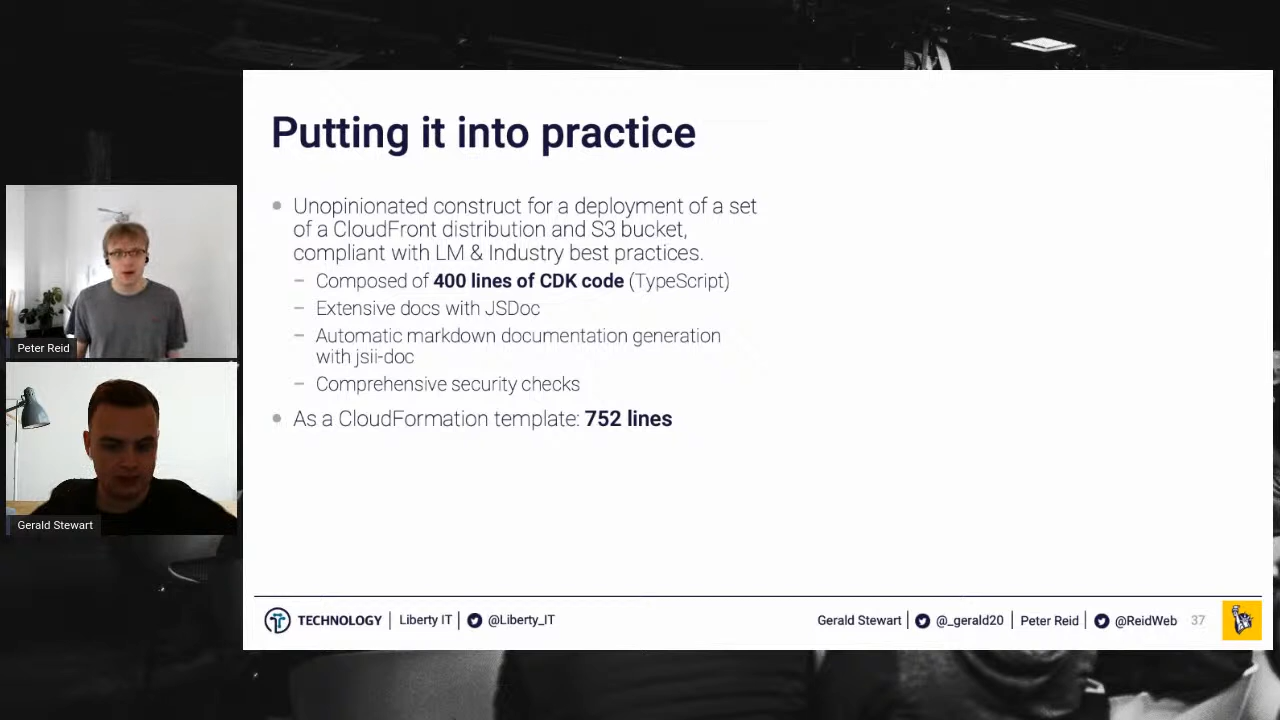 Putting it into practice
Unopinionated construct for a deployment of a set
of a CloudFront distribution and S3 bucket,
compliant with LM & Industry best practices.
– Composed of 400 lines of CDK code (TypeScript)
– Extensive docs with JSDoc
– Automatic markdown documentation generation
with jsii-doc
– Comprehensive security checks
As a CloudFormation template: 752 lines
Peter Reid
Gerald Stewart
TECHNOLOGY | Liberty IT | @Liberty_IT
Gerald Stewart | @_gerald20 | Peter Reid | @ReidWeb 37